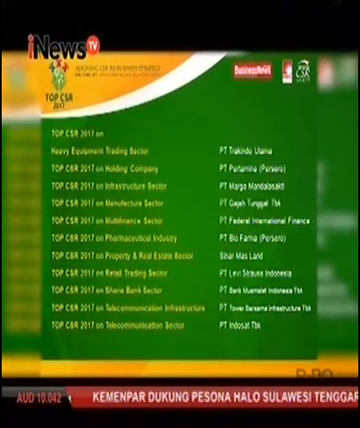 iNews TV
ALIGNING CSR TO BUSINESS STRATEGY
BusinessNews
CSR
TOP CSR
2017
TOP CSR 2017 on
Heavy Equipment Trading Sector PT Trakindo Utama
TOP CSR 2017 on Holding Company PT Pertamina (Persero)
TOP CSR 2017 on Infrastructure Sector PT Marga Mandalasakti
TOP CSR 2017 on Manufacture Sector PT Gajah Tunggal Tbk
TOP CSR 2017 on Multifinance Sector PT Federal International Finance
TOP CSR 2017 on Pharmaceutical Industry PT Bio Farma (Persero)
TOP CSR 2017 on Property & Real Estate Sector Sinar Mas Land
TOP CSR 2017 on Retail Trading Sector PT Levi Strauss Indonesia
TOP CSR 2017 on Sharia Bank Sector PT Bank Muamalat Indonesia Tbk
TOP CSR 2017 on Telecommunication Infrastructure PT Tower Bersama Infrastructure Tbk
TOP CSR 2017 on Telecommunication Sector PT Indosat Tbk
AUD 10.042 KEMENPAR DUKUNG PESONA HALO SULAWESI TENGGAR